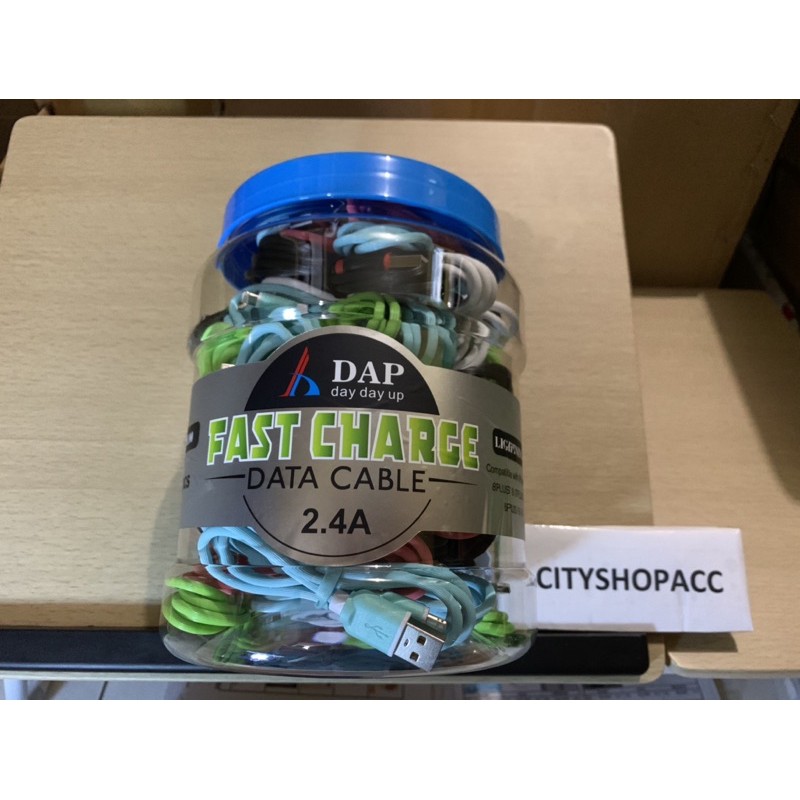 DAP
day day up
FAST CHARGE
DATA CABLE
2.4A
CITYSHOPACC